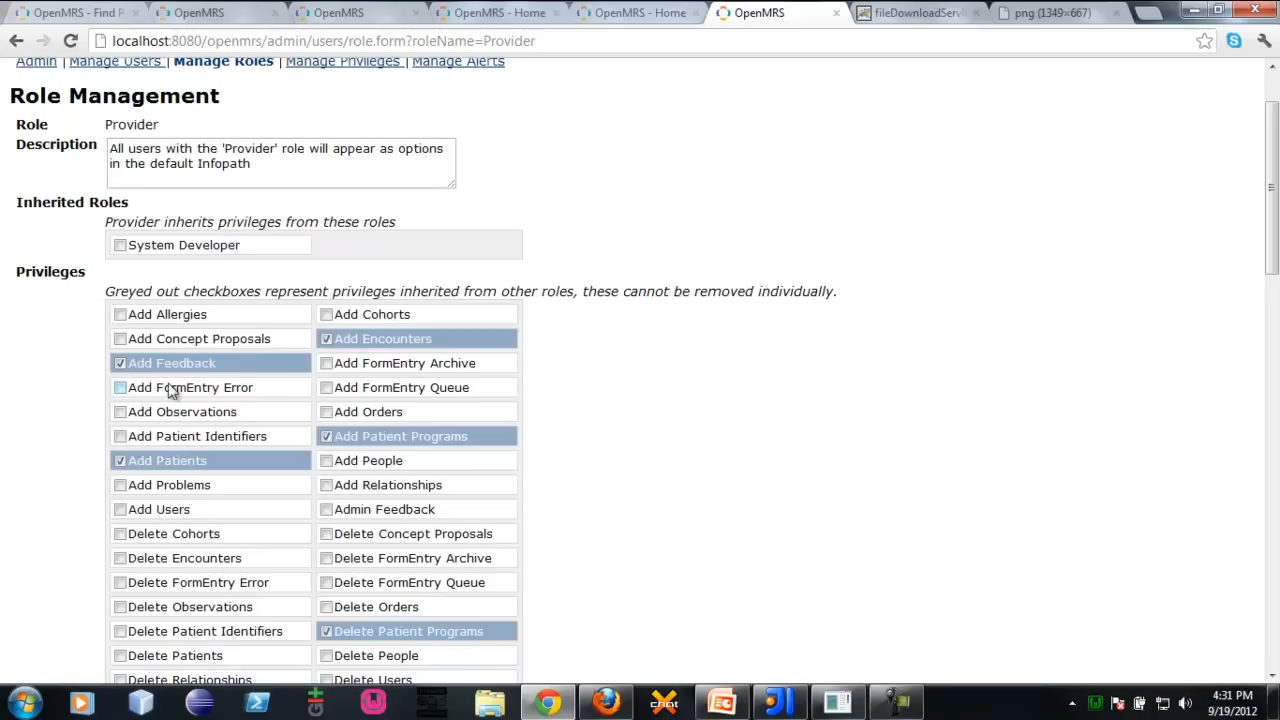 OpenMRS - Find P
OpenMRS
OpenMRS
OpenMRS - Home
OpenMRS - Home
OpenMRS
fileDownloadServl
png (1349×667)
localhost:8080/openmrs/admin/users/role.form?roleName=Provider
Admin | Manage Users | Manage Roles | Manage Privileges | Manage Alerts
Role Management
Role Provider
Description All users with the 'Provider' role will appear as options
in the default Infopath
Inherited Roles
Provider inherits privileges from these roles
System Developer
Privileges
Greyed out checkboxes represent privileges inherited from other roles, these cannot be removed individually.
Add Allergies Add Cohorts
Add Concept Proposals Add Encounters
Add Feedback Add FormEntry Archive
Add FormEntry Error Add FormEntry Queue
Add Observations Add Orders
Add Patient Identifiers Add Patient Programs
Add Patients Add People
Add Problems Add Relationships
Add Users Admin Feedback
Delete Cohorts Delete Concept Proposals
Delete Encounters Delete FormEntry Archive
Delete FormEntry Error Delete FormEntry Queue
Delete Observations Delete Orders
Delete Patient Identifiers Delete Patient Programs
Delete Patients Delete People
Delete Relationships Delete Users
git
chat
4:31 PM
9/19/2012